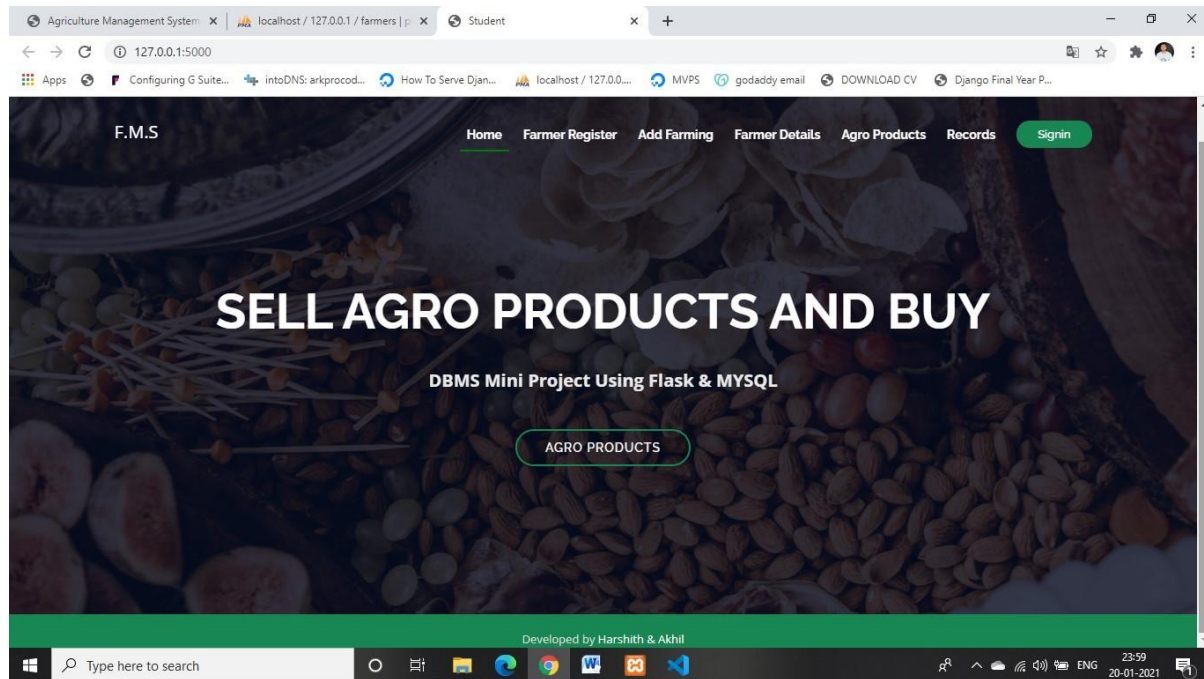 Agriculture Management System
localhost / 127.0.0.1 / farmers | p
Student
127.0.0.1:5000
Apps
Configuring G Suite...
intoDNS: arkprocod...
How To Serve Djan...
localhost / 127.0.0....
MVPS
godaddy email
DOWNLOAD CV
Django Final Year P...
F.M.S
Home
Farmer Register
Add Farming
Farmer Details
Agro Products
Records
Signin
SELL AGRO PRODUCTS AND BUY
DBMS Mini Project Using Flask & MYSQL
AGRO PRODUCTS
Developed by Harshith & Akhil
Type here to search
ENG
23:59
20-01-2021